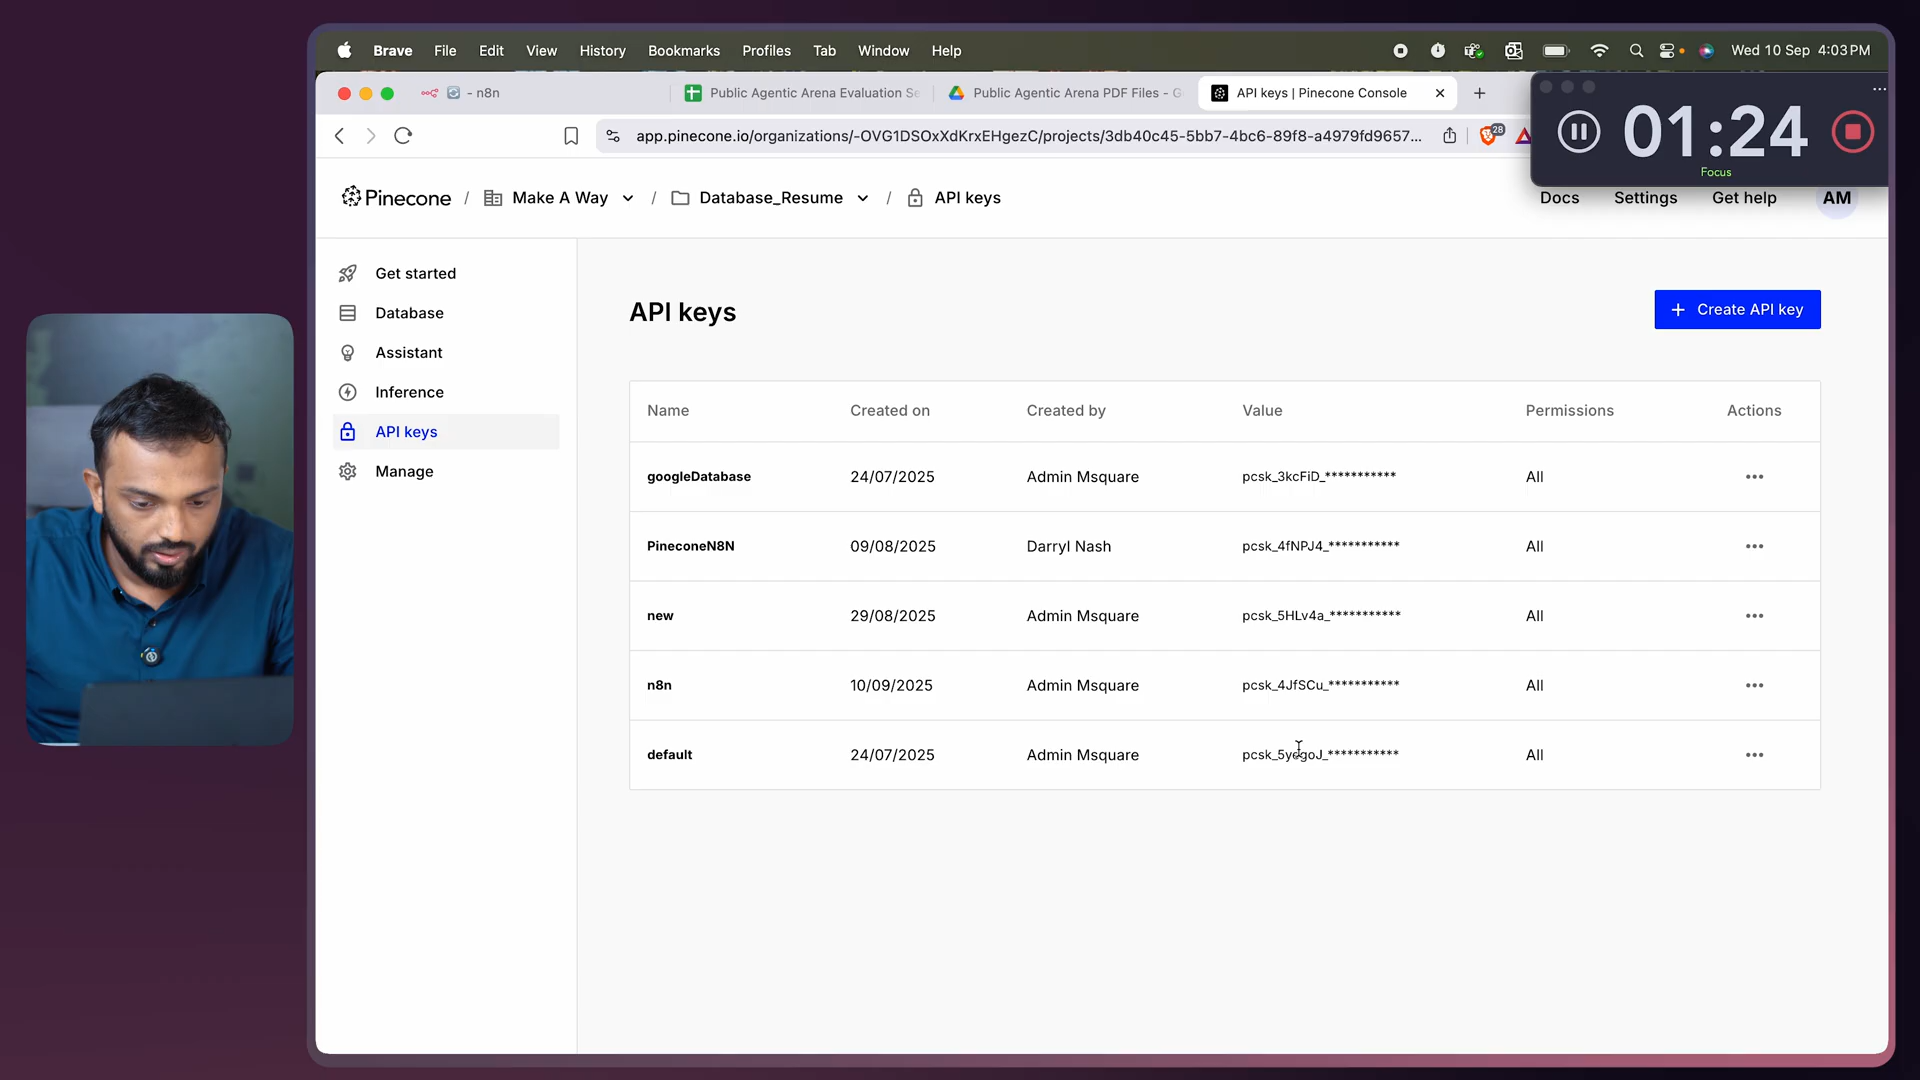 Brave File Edit View History Bookmarks Profiles Tab Window Help Wed 10 Sep 4:03 PM
- n8n Public Agentic Arena Evaluation Se Public Agentic Arena PDF Files - G API keys | Pinecone Console
app.pinecone.io/organizations/-OVG1DSOxXdKrxEHgezC/projects/3db40c45-5bb7-4bc6-89f8-a4979fd9657... 28
01:24
Focus
Pinecone / Make A Way / Database_Resume / API keys Docs Settings Get help AM
Get started
Database
Assistant
Inference
API keys
Manage
API keys
+ Create API key
Name Created on Created by Value Permissions Actions
googleDatabase 24/07/2025 Admin Msquare pcsk_3kcFiD_*********** All
PineconeN8N 09/08/2025 Darryl Nash pcsk_4fNPJ4_*********** All
new 29/08/2025 Admin Msquare pcsk_5HLv4a_*********** All
n8n 10/09/2025 Admin Msquare pcsk_4JfSCu_*********** All
default 24/07/2025 Admin Msquare All